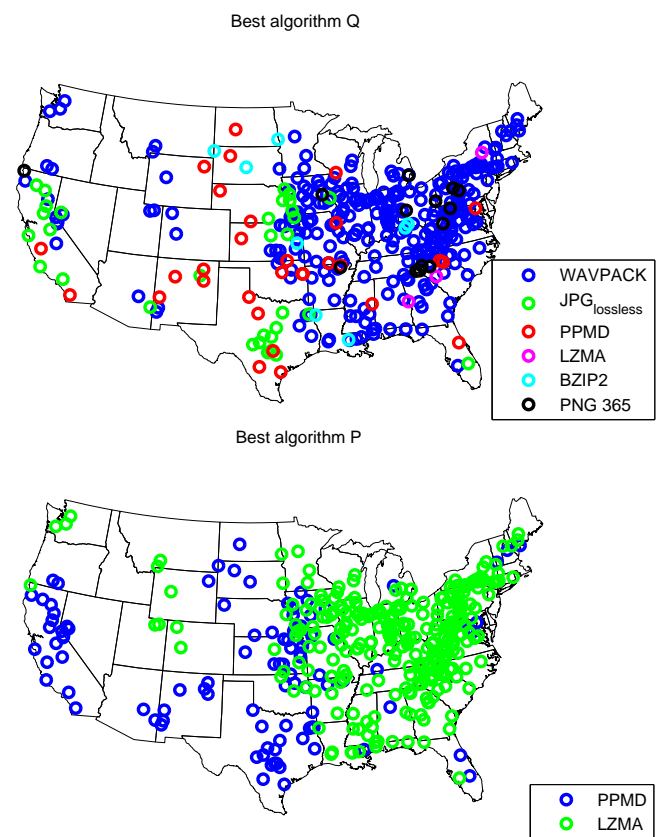 Best algorithm Q
WAVPACK
JPG_lossless
PPMD
LZMA
BZIP2
PNG 365
Best algorithm P
PPMD
LZMA